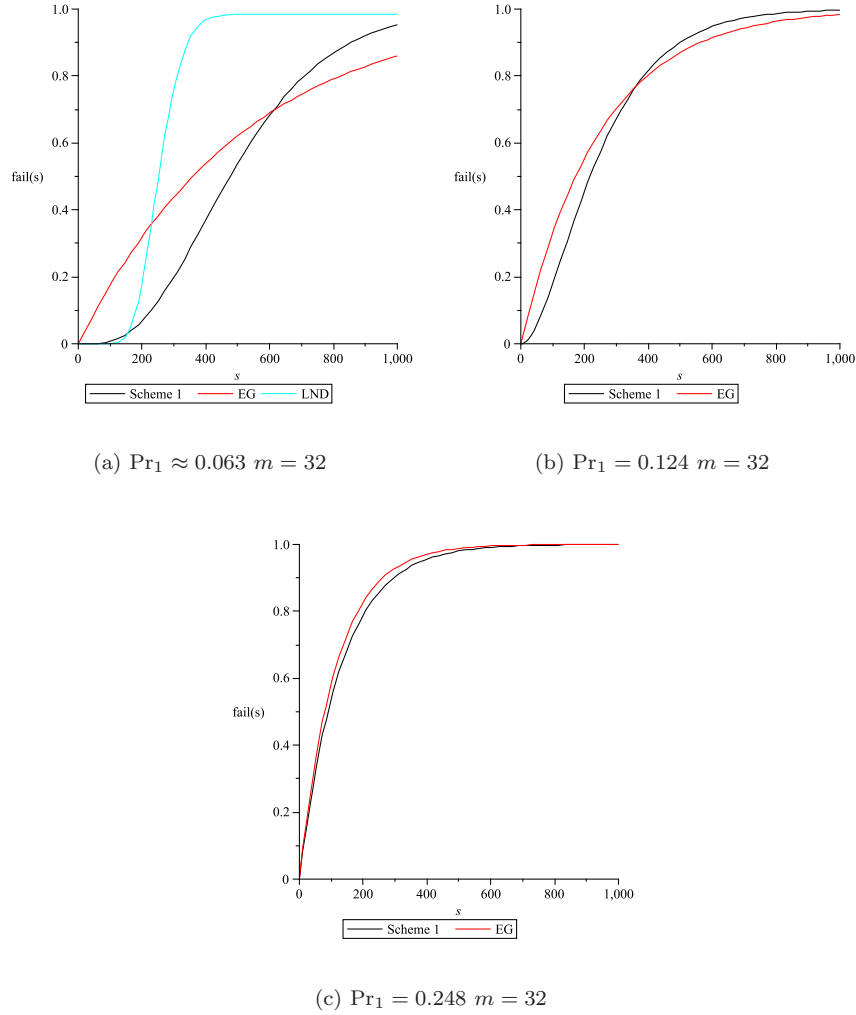 1.0
0.8
0.6
fail(s)
0.4
0.2
0
0 200 400 600 800 1,000
s
Scheme 1 EG LND
(a) Pr₁ ≈ 0.063 m = 32
1.0
0.8
0.6
fail(s)
0.4
0.2
0
0 200 400 600 800 1,000
s
Scheme 1 EG
(b) Pr₁ = 0.124 m = 32
1.0
0.8
0.6
fail(s)
0.4
0.2
0
0 200 400 600 800 1,000
s
Scheme 1 EG
(c) Pr₁ = 0.248 m = 32